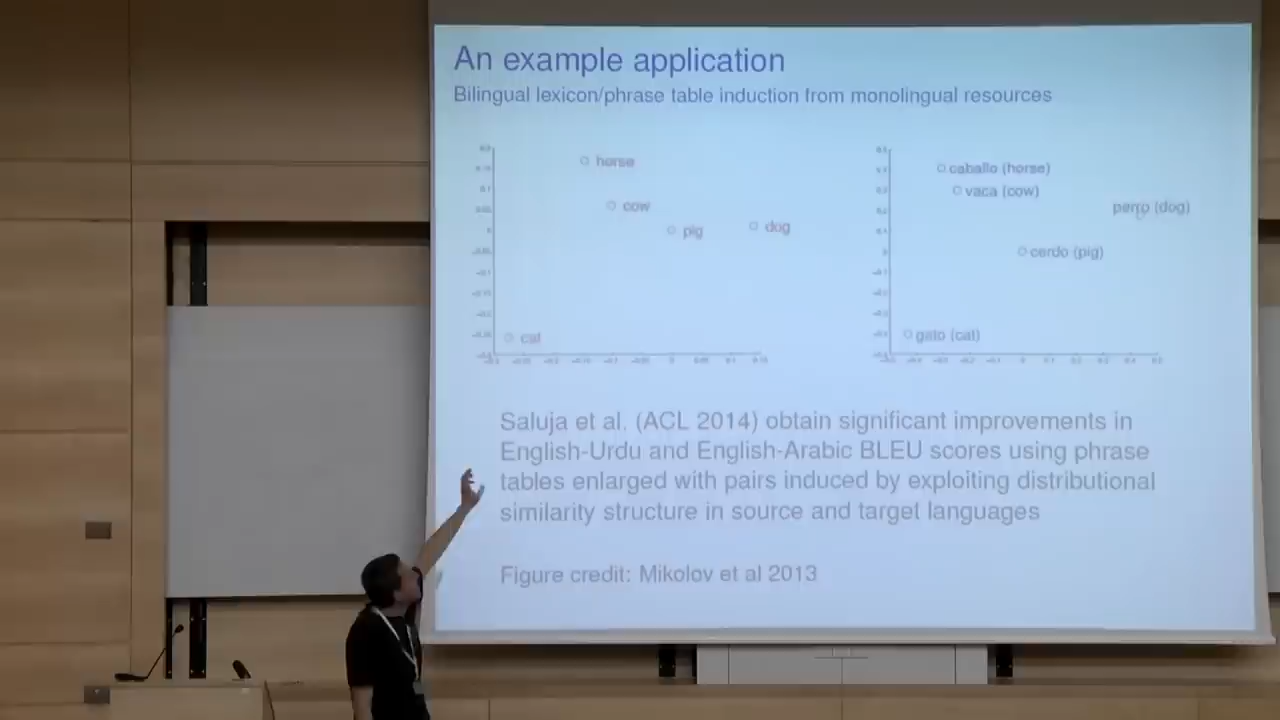 An example application
Bilingual lexicon/phrase table induction from monolingual resources
horse
cow
pig
dog
cat
caballo (horse)
vaca (cow)
perro (dog)
cerdo (pig)
gato (cat)
Saluja et al. (ACL 2014) obtain significant improvements in
English-Urdu and English-Arabic BLEU scores using phrase
tables enlarged with pairs induced by exploiting distributional
similarity structure in source and target languages
Figure credit: Mikolov et al 2013